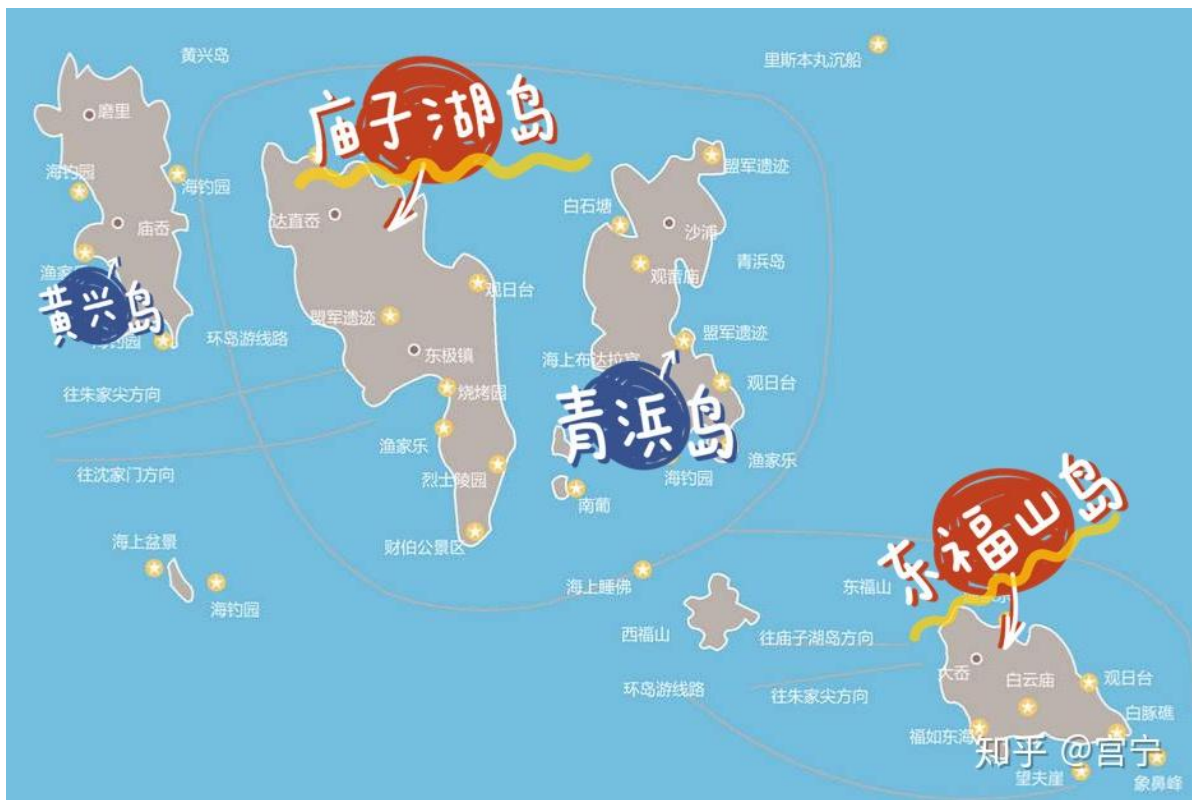 黄兴岛
里斯本丸沉船
磨里
庙子湖岛
海钓园
海钓园
盟军遗迹
达直岙
白石塘
庙岙
沙浦
渔家乐
观音庙
青浜岛
观日台
黄兴岛
盟军遗迹
海钓园
环岛游线路
盟军遗迹
东极镇
海上布达拉宫
往朱家尖方向
烧烤园
观日台
青浜岛
渔家乐
渔家乐
往沈家门方向
烈士陵园
海钓园
南葡
海上盆景
财伯公景区
东福山岛
海上睡佛
东福山
海钓园
西福山
往庙子湖岛方向
大岙
白云庙
观日台
环岛游线路
往朱家尖方向
白豚礁
福如东海
知乎 @宫宁
望夫崖
象鼻峰